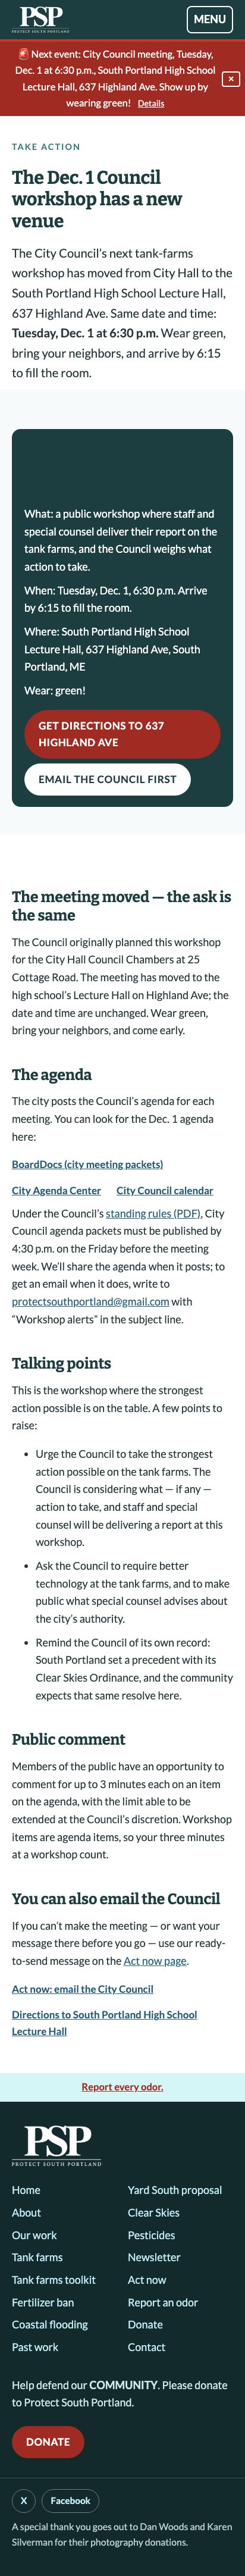 PSP
PROTECT SOUTH PORTLAND
MENU
🚨 Next event: City Council meeting, Tuesday,
Dec. 1 at 6:30 p.m., South Portland High School
Lecture Hall, 637 Highland Ave. Show up by
wearing green! Details
×
TAKE ACTION
The Dec. 1 Council
workshop has a new
venue
The City Council’s next tank-farms
workshop has moved from City Hall to the
South Portland High School Lecture Hall,
637 Highland Ave. Same date and time:
Tuesday, Dec. 1 at 6:30 p.m. Wear green,
bring your neighbors, and arrive by 6:15
to fill the room.
What: a public workshop where staff and
special counsel deliver their report on the
tank farms, and the Council weighs what
action to take.
When: Tuesday, Dec. 1, 6:30 p.m. Arrive
by 6:15 to fill the room.
Where: South Portland High School
Lecture Hall, 637 Highland Ave, South
Portland, ME
Wear: green!
GET DIRECTIONS TO 637
HIGHLAND AVE
EMAIL THE COUNCIL FIRST
The meeting moved — the ask is
the same
The Council originally planned this workshop
for the City Hall Council Chambers at 25
Cottage Road. The meeting has moved to the
high school’s Lecture Hall on Highland Ave; the
date and time are unchanged. Wear green,
bring your neighbors, and come early.
The agenda
The city posts the Council’s agenda for each
meeting. You can look for the Dec. 1 agenda
here:
BoardDocs (city meeting packets)
City Agenda Center City Council calendar
Under the Council’s standing rules (PDF), City
Council agenda packets must be published by
4:30 p.m. on the Friday before the meeting
week. We’ll share the agenda when it posts; to
get an email when it does, write to
protectsouthportland@gmail.com with
“Workshop alerts” in the subject line.
Talking points
This is the workshop where the strongest
action possible is on the table. A few points to
raise:
• Urge the Council to take the strongest
action possible on the tank farms. The
Council is considering what — if any —
action to take, and staff and special
counsel will be delivering a report at this
workshop.
• Ask the Council to require better
technology at the tank farms, and to make
public what special counsel advises about
the city’s authority.
• Remind the Council of its own record:
South Portland set a precedent with its
Clear Skies Ordinance, and the community
expects that same resolve here.
Public comment
Members of the public have an opportunity to
comment for up to 3 minutes each on an item
on the agenda, with the limit able to be
extended at the Council’s discretion. Workshop
items are agenda items, so your three minutes
at a workshop count.
You can also email the Council
If you can’t make the meeting — or want your
message there before you go — use our ready-
to-send message on the Act now page.
Act now: email the City Council
Directions to South Portland High School
Lecture Hall
Report every odor.
PSP
PROTECT SOUTH PORTLAND
Home
Yard South proposal
About
Clear Skies
Our work
Pesticides
Tank farms
Newsletter
Tank farms toolkit
Act now
Fertilizer ban
Report an odor
Coastal flooding
Donate
Past work
Contact
Help defend our COMMUNITY. Please donate
to Protect South Portland.
DONATE
X
Facebook
A special thank you goes out to Dan Woods and Karen
Silverman for their photography donations.